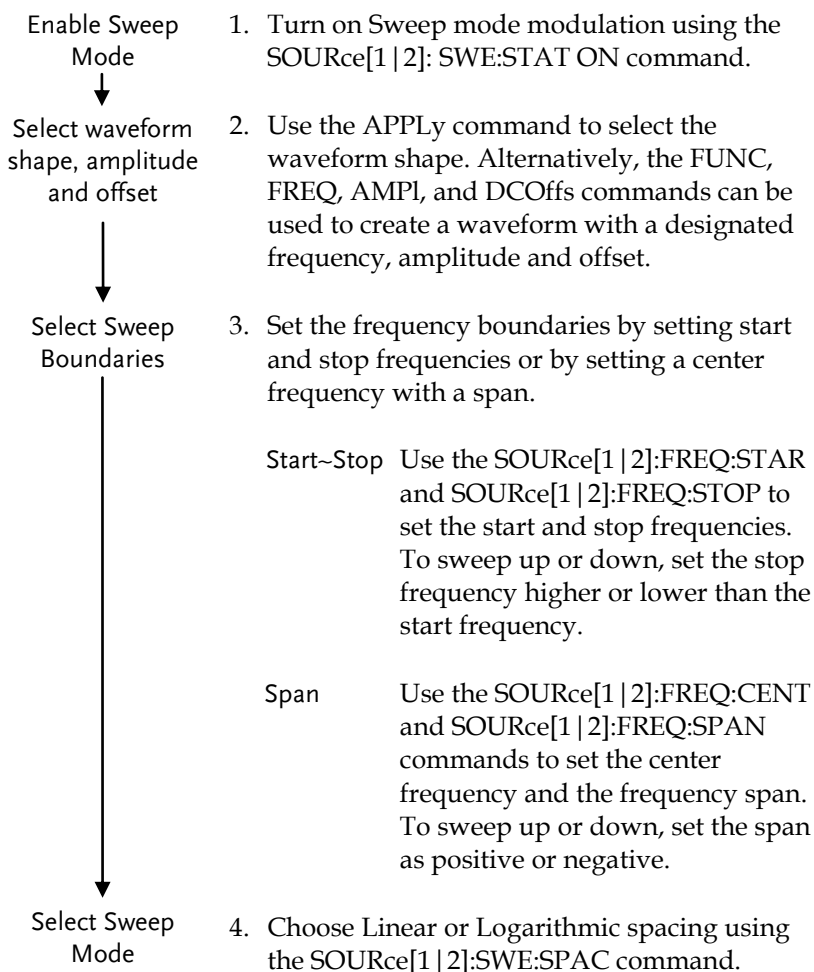 Enable Sweep
Mode
1. Turn on Sweep mode modulation using the
SOURce[1|2]: SWE:STAT ON command.
Select waveform
shape, amplitude
and offset
2. Use the APPLy command to select the
waveform shape. Alternatively, the FUNC,
FREQ, AMPl, and DCOffs commands can be
used to create a waveform with a designated
frequency, amplitude and offset.
Select Sweep
Boundaries
3. Set the frequency boundaries by setting start
and stop frequencies or by setting a center
frequency with a span.
Start~Stop Use the SOURce[1|2]:FREQ:STAR
and SOURce[1|2]:FREQ:STOP to
set the start and stop frequencies.
To sweep up or down, set the stop
frequency higher or lower than the
start frequency.
Span Use the SOURce[1|2]:FREQ:CENT
and SOURce[1|2]:FREQ:SPAN
commands to set the center
frequency and the frequency span.
To sweep up or down, set the span
as positive or negative.
Select Sweep
Mode
4. Choose Linear or Logarithmic spacing using
the SOURce[1|2]:SWE:SPAC command.